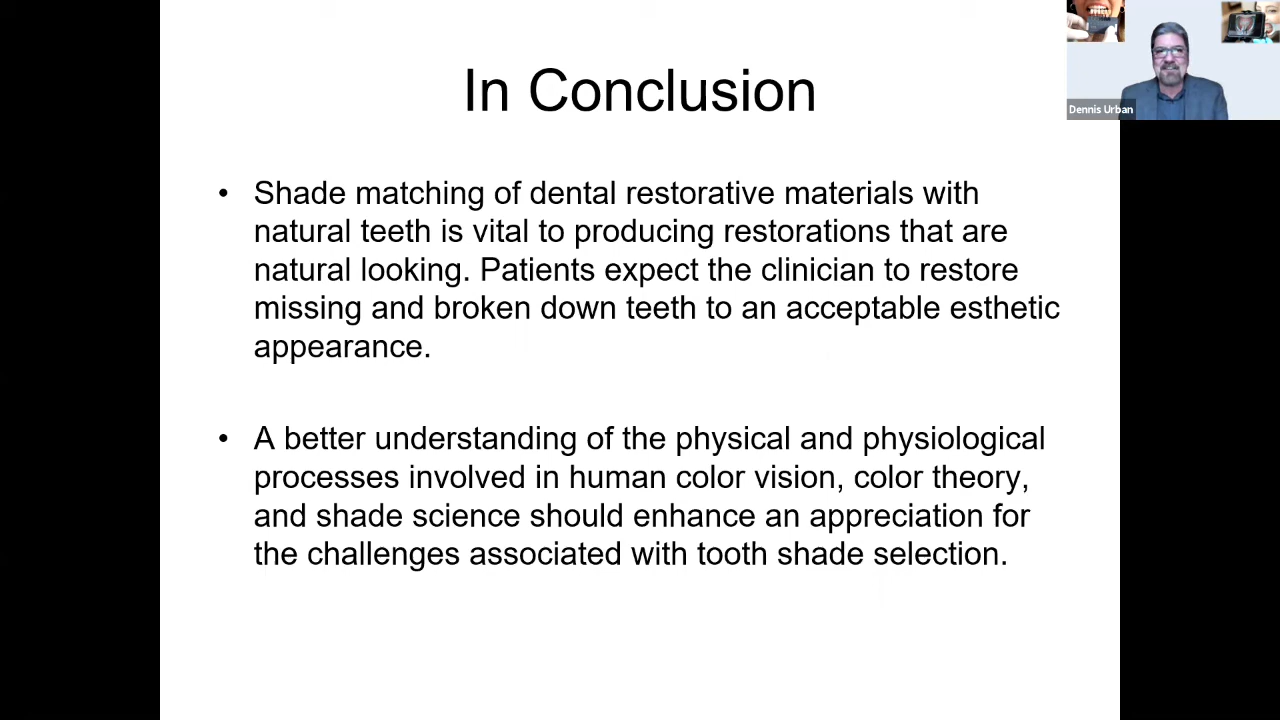 In Conclusion
Dennis Urban
• Shade matching of dental restorative materials with
natural teeth is vital to producing restorations that are
natural looking. Patients expect the clinician to restore
missing and broken down teeth to an acceptable esthetic
appearance.
• A better understanding of the physical and physiological
processes involved in human color vision, color theory,
and shade science should enhance an appreciation for
the challenges associated with tooth shade selection.